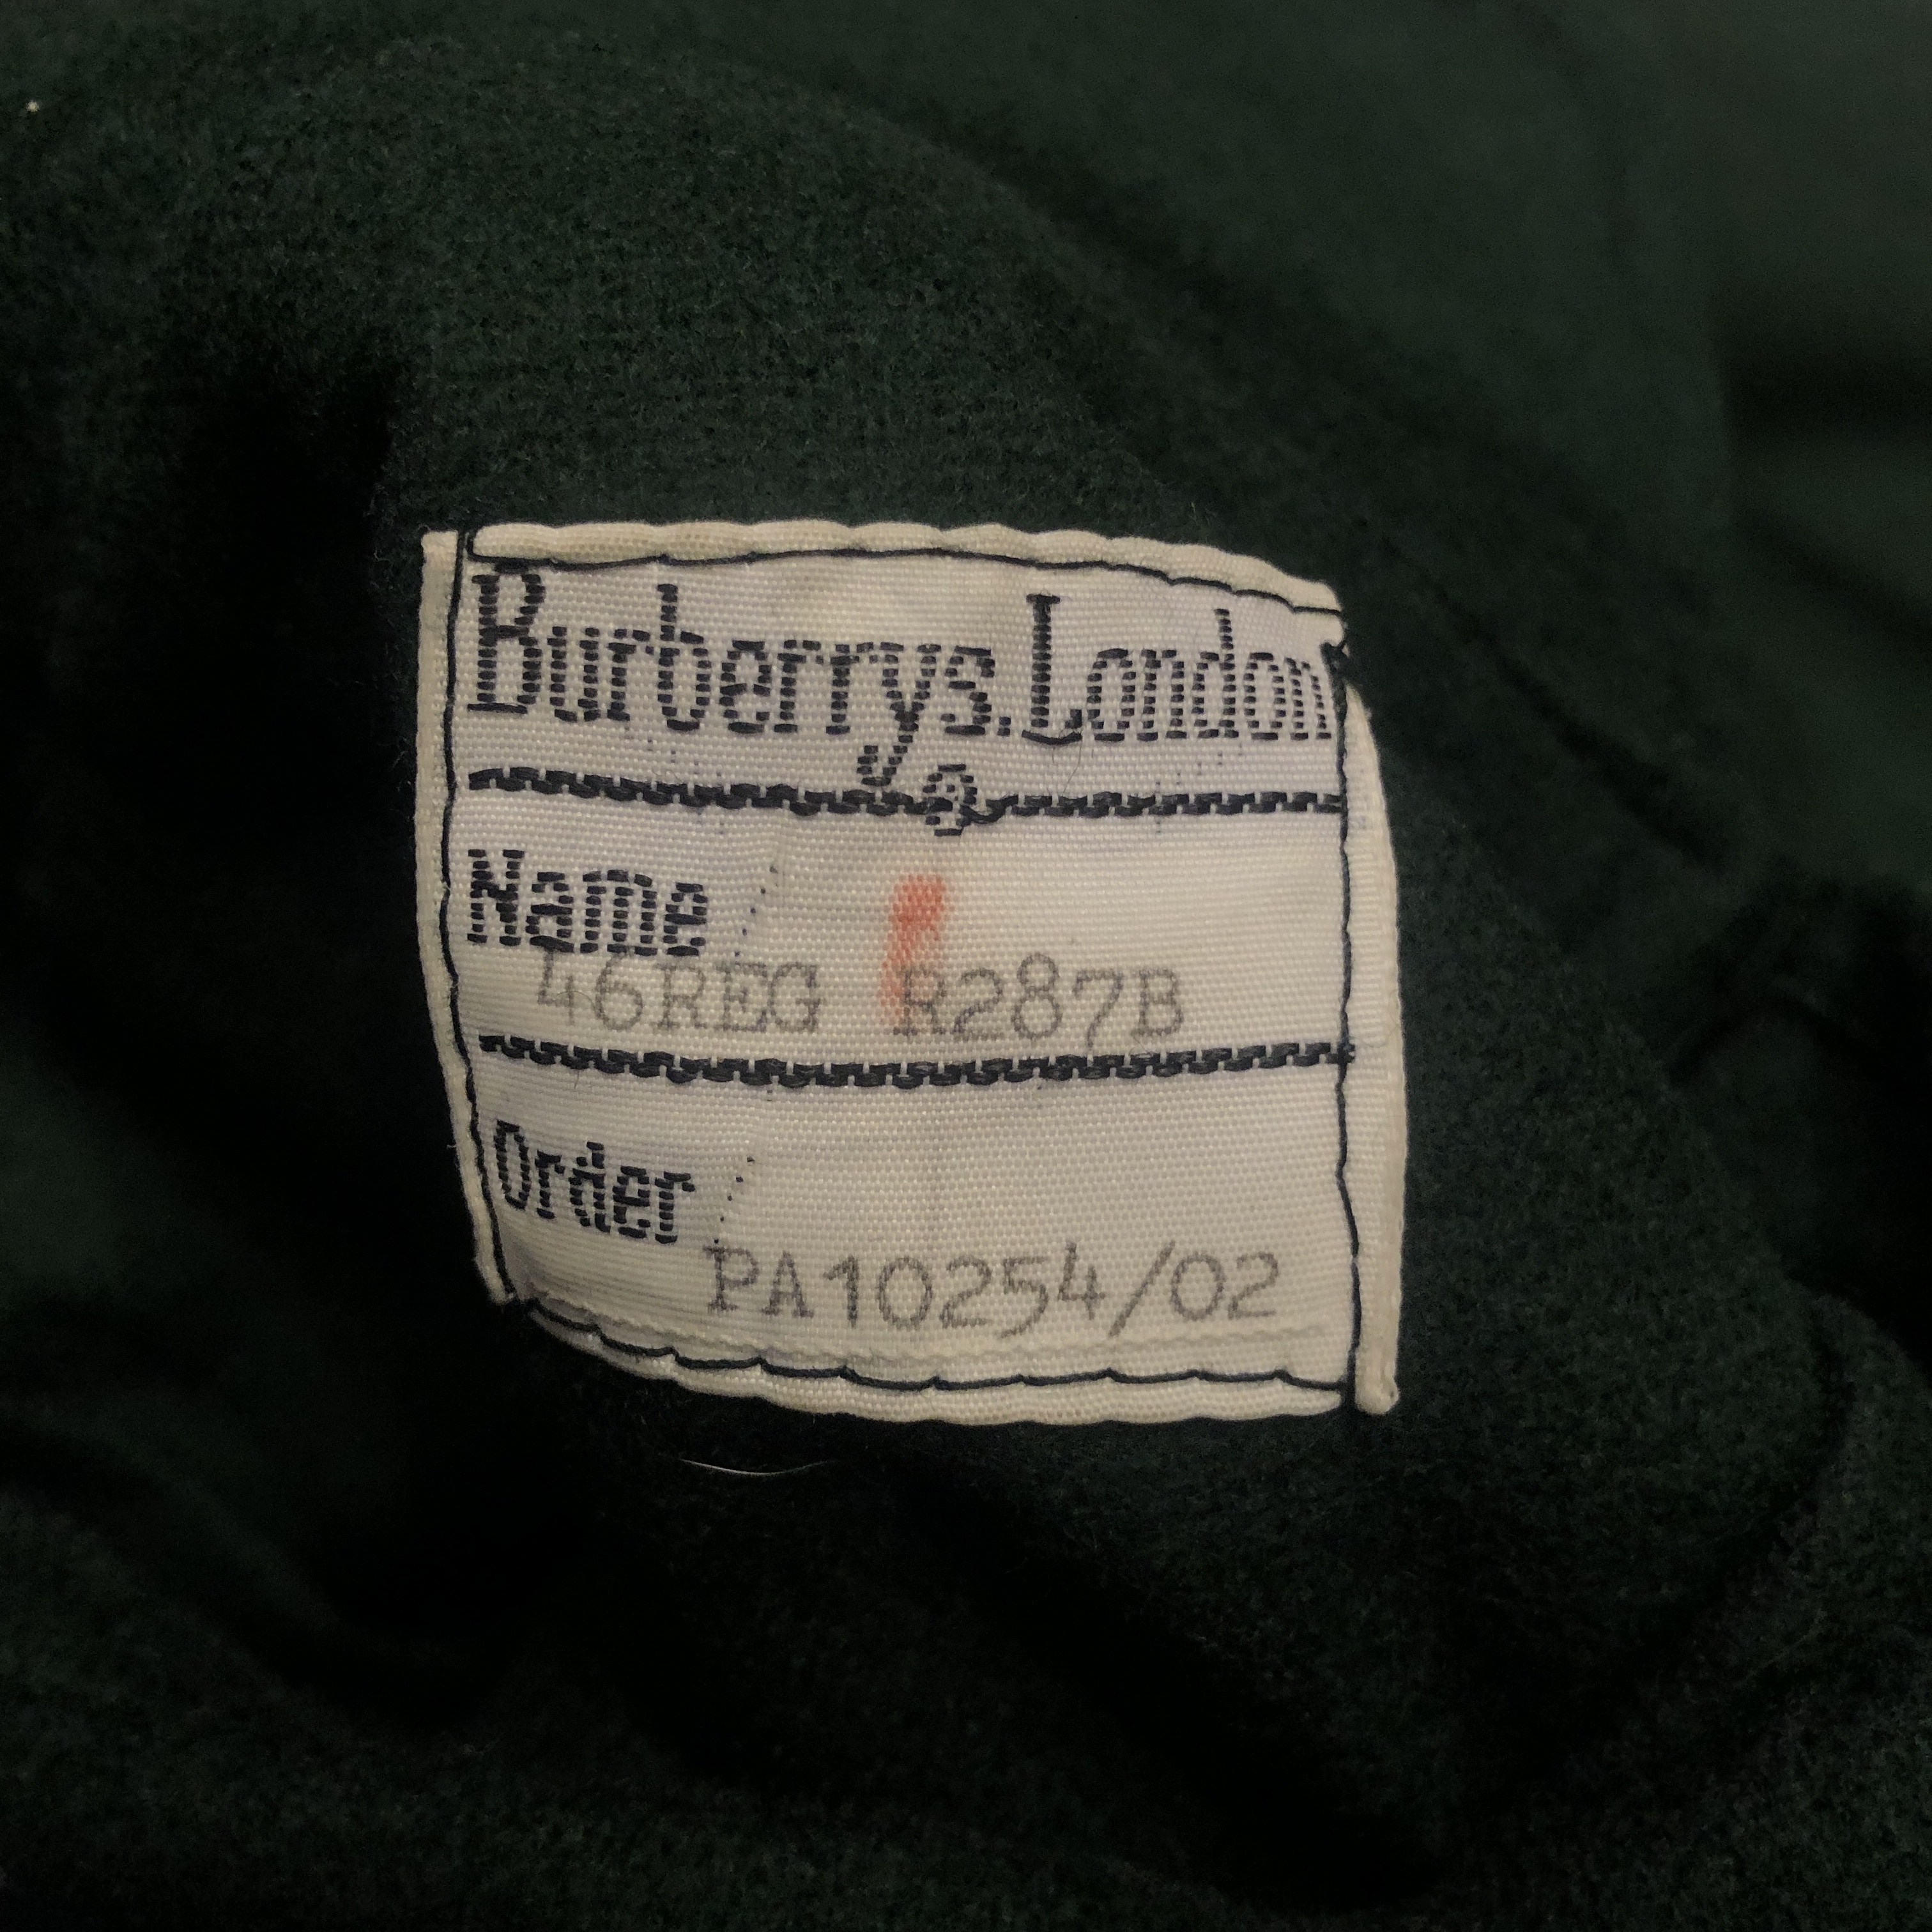 Burberrys. London
®
Name
46REG R287B
Order
PA10254/02